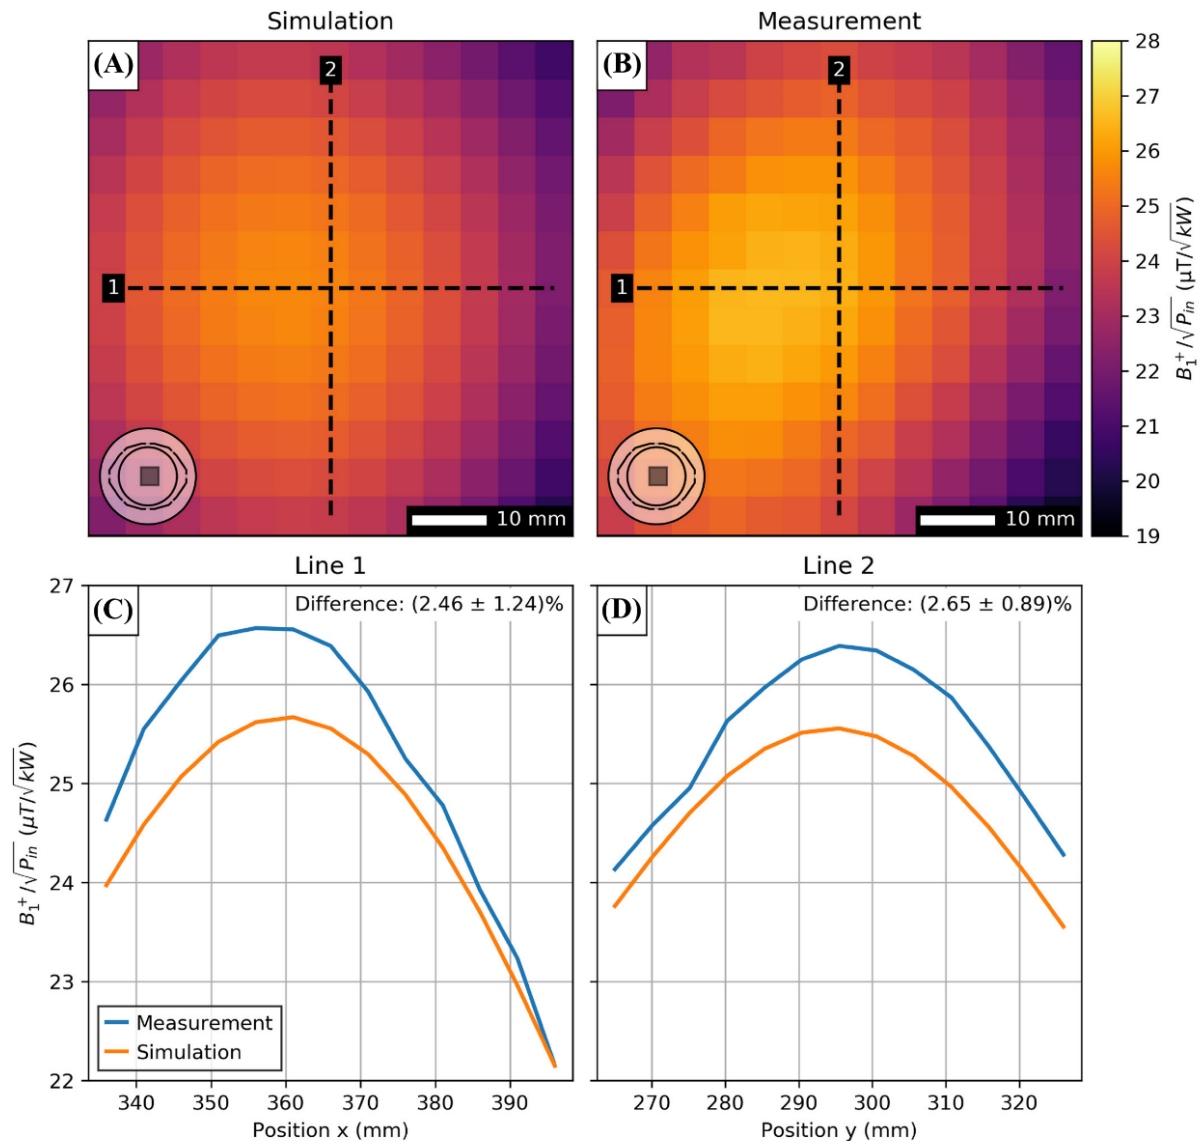 Simulation
Measurement
(A)
2
1
10 mm
(B)
2
1
10 mm
28
27
26
25
24
23
22
21
20
19
B₁⁺/√P_in (μT/√kW)
Line 1
Line 2
(C)
Difference: (2.46 ± 1.24)%
27
26
25
24
23
22
B₁⁺/√P_in (μT/√kW)
Measurement
Simulation
340 350 360 370 380 390
Position x (mm)
(D)
Difference: (2.65 ± 0.89)%
270 280 290 300 310 320
Position y (mm)